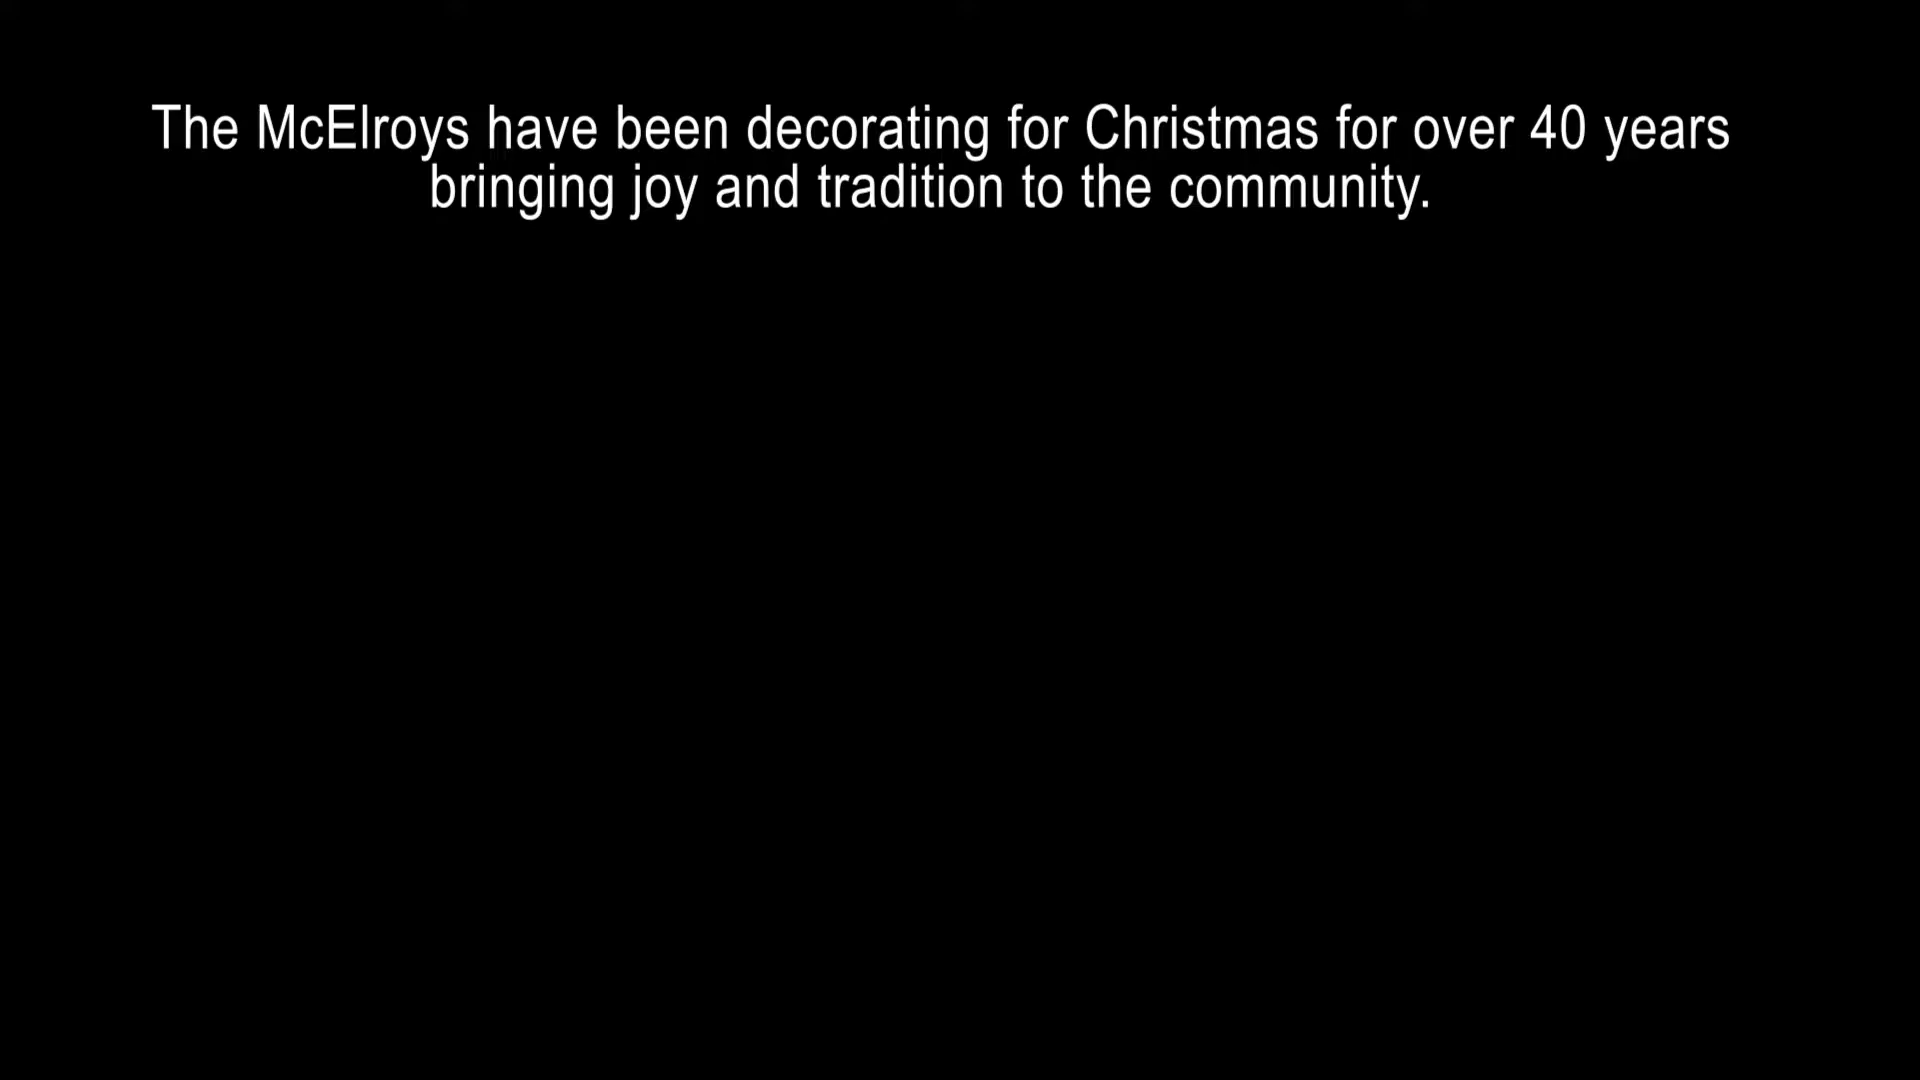 The McElroys have been decorating for Christmas for over 40 years
bringing joy and tradition to the community.